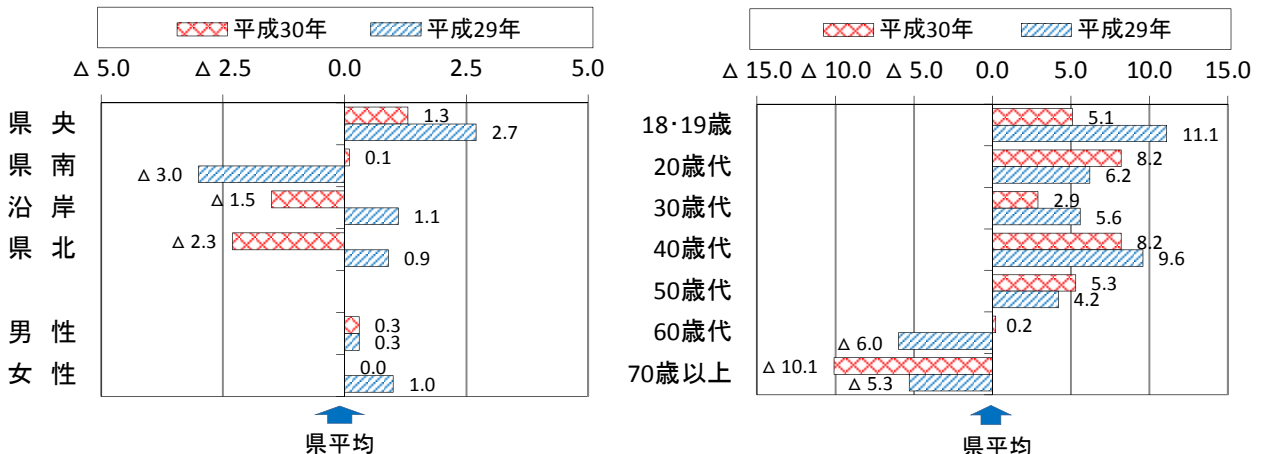 平成30年 平成29年
△ 5.0 △ 2.5 0.0 2.5 5.0
県 央 1.3
2.7
県 南 0.1
△ 3.0
沿 岸 △ 1.5
1.1
県 北 △ 2.3
0.9
男 性 0.3
0.3
女 性 0.0
1.0
県平均
平成30年 平成29年
△ 15.0 △ 10.0 △ 5.0 0.0 5.0 10.0 15.0
18･19歳 5.1
11.1
20歳代 8.2
6.2
30歳代 2.9
5.6
40歳代 8.2
9.6
50歳代 5.3
4.2
60歳代 0.2
△ 6.0
70歳以上 △ 10.1
△ 5.3
県平均